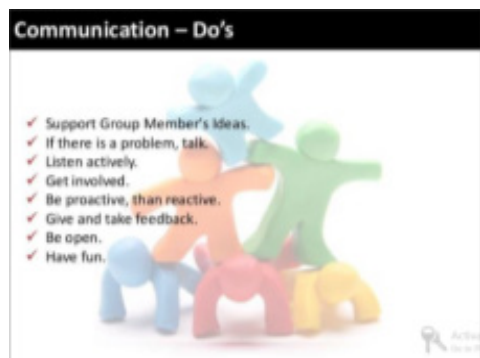 Communication – Do's
Support Group Member's Ideas.
If there is a problem, talk.
Listen actively.
Get involved.
Be proactive, than reactive.
Give and take feedback.
Be open.
Have fun.